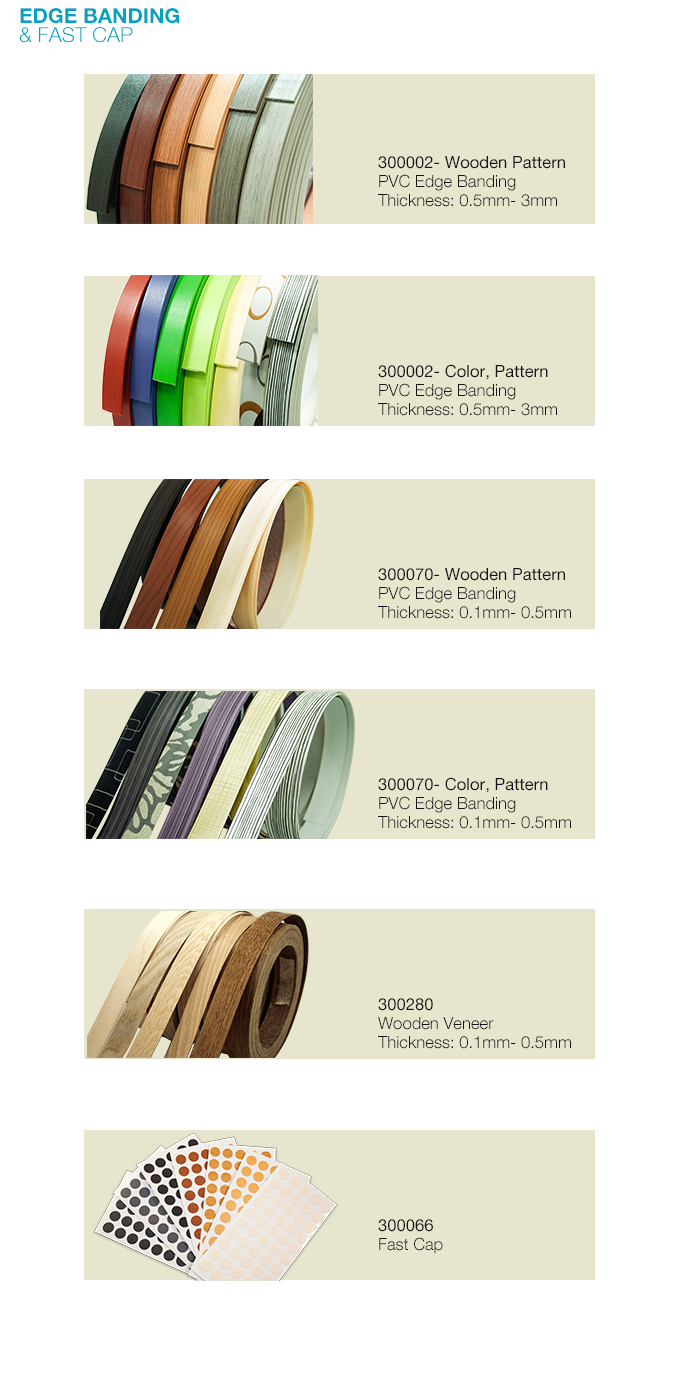 EDGE BANDING
& FAST CAP
300002- Wooden Pattern
PVC Edge Banding
Thickness: 0.5mm- 3mm
300002- Color, Pattern
PVC Edge Banding
Thickness: 0.5mm- 3mm
300070- Wooden Pattern
PVC Edge Banding
Thickness: 0.1mm- 0.5mm
300070- Color, Pattern
PVC Edge Banding
Thickness: 0.1mm- 0.5mm
300280
Wooden Veneer
Thickness: 0.1mm- 0.5mm
300066
Fast Cap